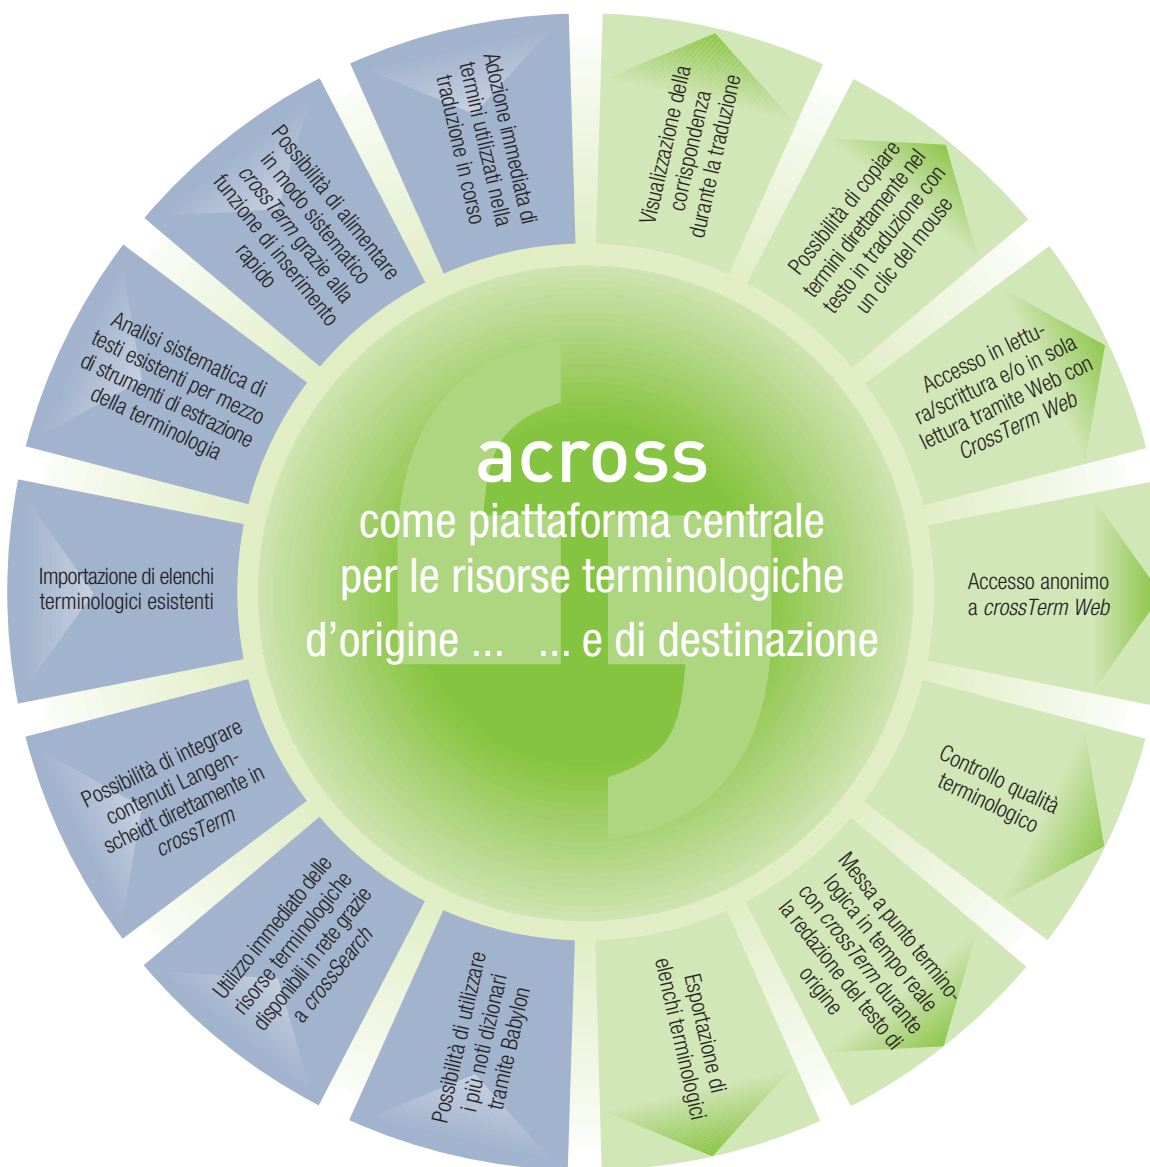 across
come piattaforma centrale
per le risorse terminologiche
d’origine ... ... e di destinazione
Adozione immediata di
termini utilizzati nella
traduzione in corso
Possibilità di alimentare
in modo sistematico
crossTerm grazie alla
funzione di inserimento
rapido
Analisi sistematica di
testi esistenti per mezzo
di strumenti di estrazione
della terminologia
Importazione di elenchi
terminologici esistenti
Possibilità di integrare
contenuti Langen-
scheidt direttamente in
crossTerm
Utilizzo immediato delle
risorse terminologiche
disponibili in rete grazie
a crossSearch
Possibilità di utilizzare
i più noti dizionari
tramite Babylon
Visualizzazione della
corrispondenza
durante la traduzione
Possibilità di copiare
termini direttamente nel
testo in traduzione con
un clic del mouse
Accesso in lettu-
ra/scrittura e/o in sola
lettura tramite Web con
CrossTerm Web
Accesso anonimo
a crossTerm Web
Controllo qualità
terminologico
Messa a punto termino-
logica in tempo reale
con crossTerm durante
la redazione del testo di
origine
Esportazione di
elenchi terminologici